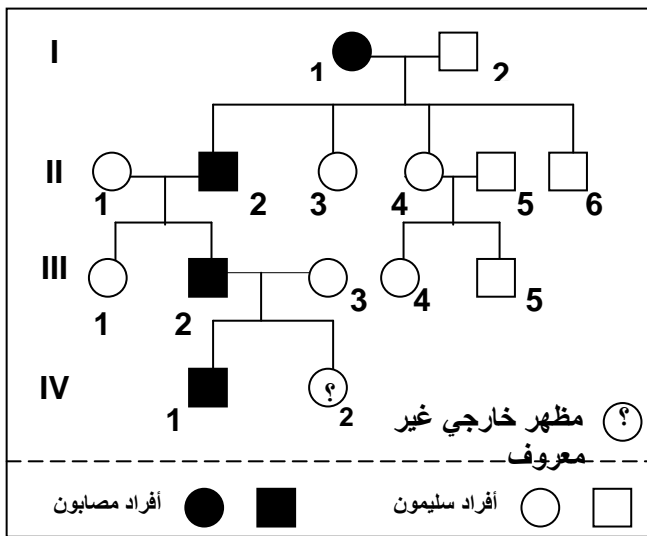 I
1 2
II
1 2 3 4 5 6
III
1 2 3 4 5
IV
1 ؟ 2
؟ مظهر خارجي غير
معروف
أفراد سليمون
أفراد مصابون